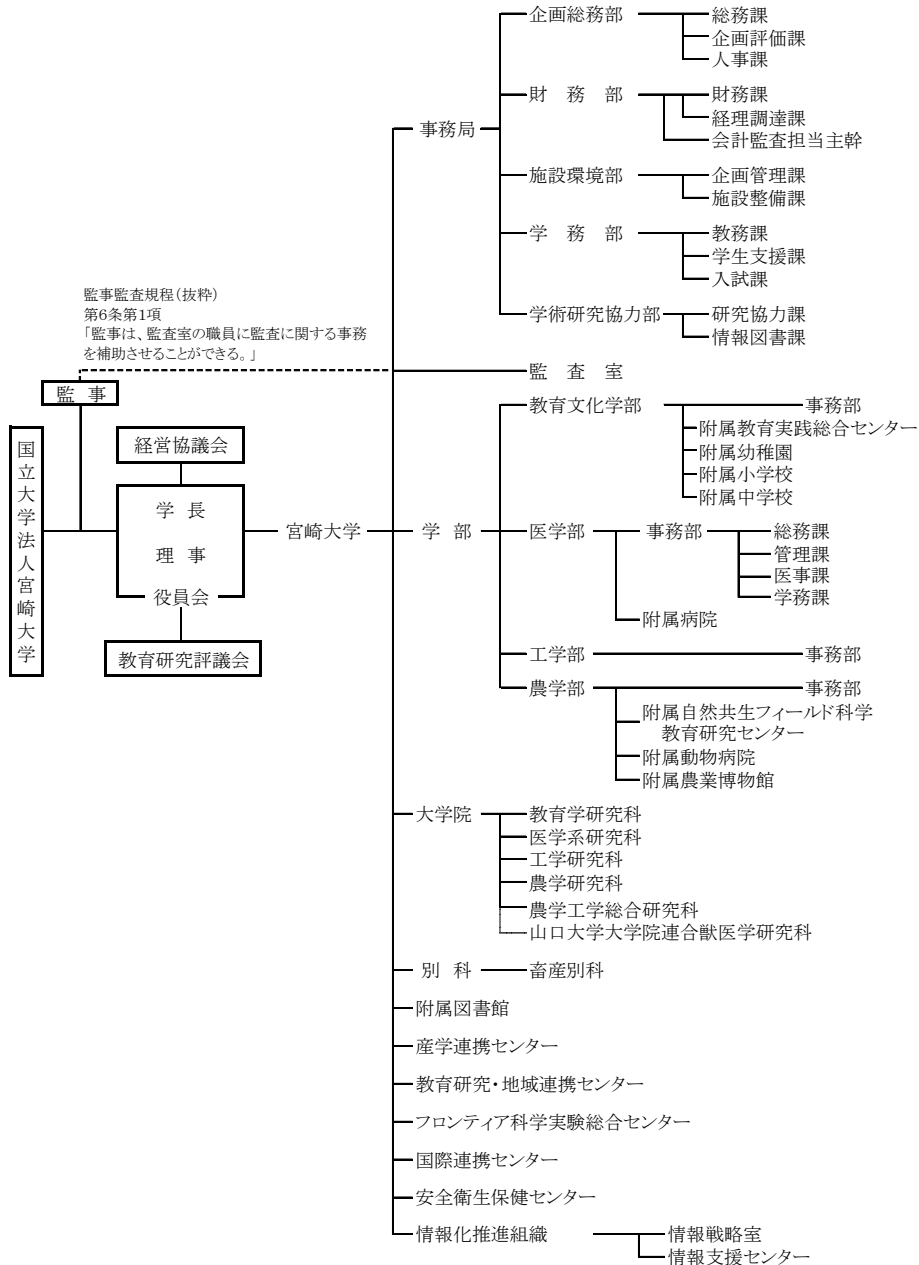 企画総務部 総務課
企画評価課
人事課
財務部 財務課
経理調達課
会計監査担当主幹
事務局
施設環境部 企画管理課
施設整備課
学務部 教務課
学生支援課
入試課
学術研究協力部 研究協力課
情報図書課
監事監査規程(抜粋)
第6条第1項
「監事は、監査室の職員に監査に関する事務
を補助させることができる。」
監査室
監事
教育文化学部 事務部
附属教育実践総合センター
附属幼稚園
附属小学校
附属中学校
国立大学法人宮崎大学
経営協議会
学長
理事
役員会
教育研究評議会
宮崎大学
学部
医学部 事務部 総務課
管理課
医事課
学務課
附属病院
工学部 事務部
農学部 事務部
附属自然共生フィールド科学
教育研究センター
附属動物病院
附属農業博物館
大学院 教育学研究科
医学系研究科
工学研究科
農学研究科
農学工学総合研究科
山口大学大学院連合獣医学研究科
別科 畜産別科
附属図書館
産学連携センター
教育研究・地域連携センター
フロンティア科学実験総合センター
国際連携センター
安全衛生保健センター
情報化推進組織 情報戦略室
情報支援センター